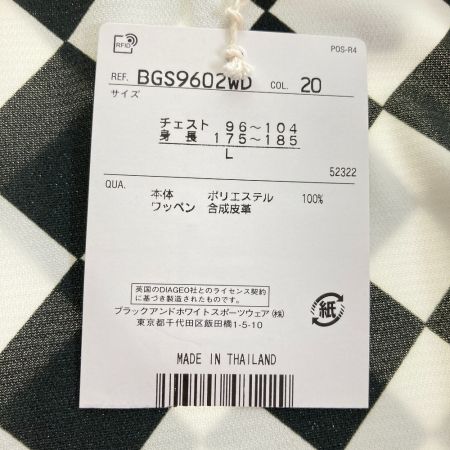 RFID
POS-R4
REF. BGS9602WD COL. 20
サイズ
チェスト 96～104
身長 175～185
L
52322
QUA.
本体 ポリエステル 100%
ワッペン 合成皮革
英国のDIAGEO社とのライセンス契約
に基づき製造されたものです。
ブラックアンドホワイトスポーツウェア㈱
東京都千代田区飯田橋1-5-10
紙
MADE IN THAILAND